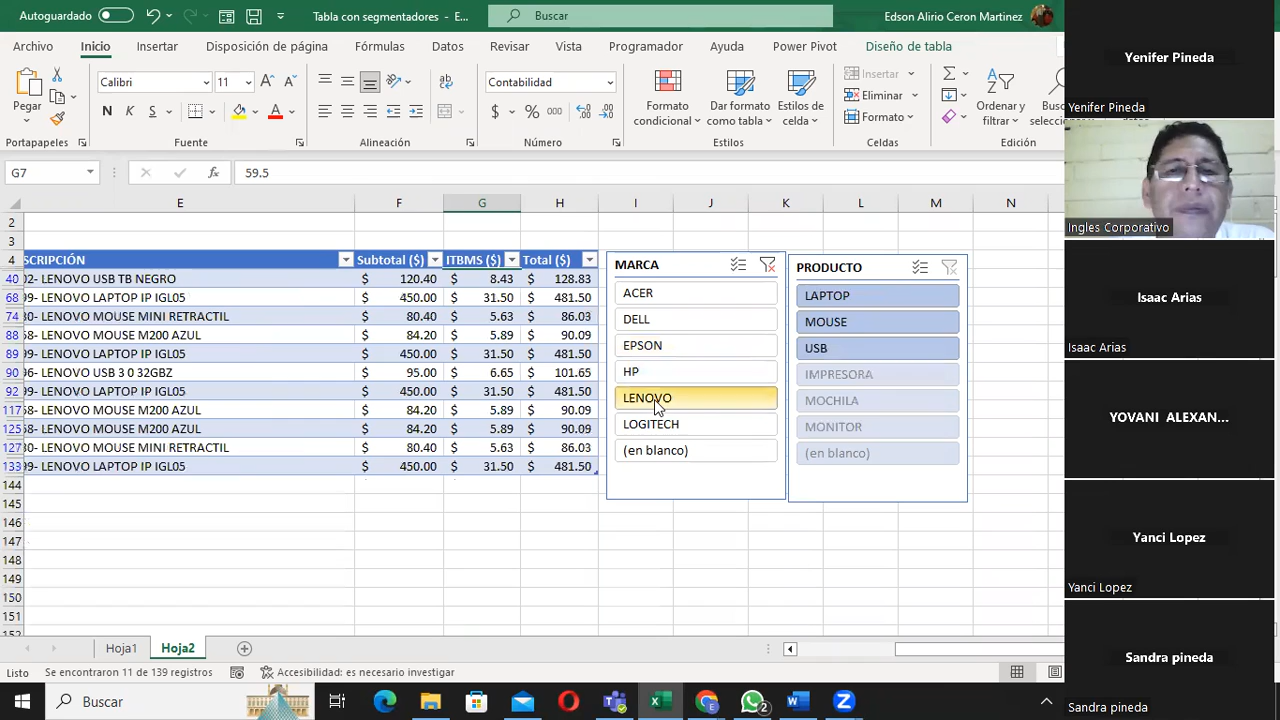 Autoguardado
Tabla con segmentadores - E...
Buscar
Edson Alirio Ceron Martinez
Archivo Inicio Insertar Disposición de página Fórmulas Datos Revisar Vista Programador Ayuda Power Pivot Diseño de tabla
Pegar
Calibri 11
N K S
Contabilidad
$ % 000
Formato condicional
Dar formato como tabla
Estilos de celda
Insertar
Eliminar
Formato
Ordenar y filtrar
Portapapeles Fuente Alineación Número Estilos Celdas Edición
G7 fx 59.5
E F G H I J K L M N
2
3
4 SCRIPCIÓN Subtotal ($) ITBMS ($) Total ($)
40 02- LENOVO USB TB NEGRO $ 120.40 $ 8.43 $ 128.83
68 09- LENOVO LAPTOP IP IGL05 $ 450.00 $ 31.50 $ 481.50
74 80- LENOVO MOUSE MINI RETRACTIL $ 80.40 $ 5.63 $ 86.03
88 58- LENOVO MOUSE M200 AZUL $ 84.20 $ 5.89 $ 90.09
89 09- LENOVO LAPTOP IP IGL05 $ 450.00 $ 31.50 $ 481.50
90 06- LENOVO USB 3 0 32GBZ $ 95.00 $ 6.65 $ 101.65
92 09- LENOVO LAPTOP IP IGL05 $ 450.00 $ 31.50 $ 481.50
117 58- LENOVO MOUSE M200 AZUL $ 84.20 $ 5.89 $ 90.09
125 58- LENOVO MOUSE M200 AZUL $ 84.20 $ 5.89 $ 90.09
127 80- LENOVO MOUSE MINI RETRACTIL $ 80.40 $ 5.63 $ 86.03
133 09- LENOVO LAPTOP IP IGL05 $ 450.00 $ 31.50 $ 481.50
144
145
146
147
148
149
150
151
MARCA
ACER
DELL
EPSON
HP
LENOVO
LOGITECH
(en blanco)
PRODUCTO
LAPTOP
MOUSE
USB
IMPRESORA
MOCHILA
MONITOR
(en blanco)
Hoja1 Hoja2
Listo Se encontraron 11 de 139 registros Accesibilidad: es necesario investigar
Buscar
2
Yenifer Pineda
Yenifer Pineda
Ingles Corporativo
Isaac Arias
Isaac Arias
YOVANI ALEXAN...
Yanci Lopez
Yanci Lopez
Sandra pineda
Sandra pineda